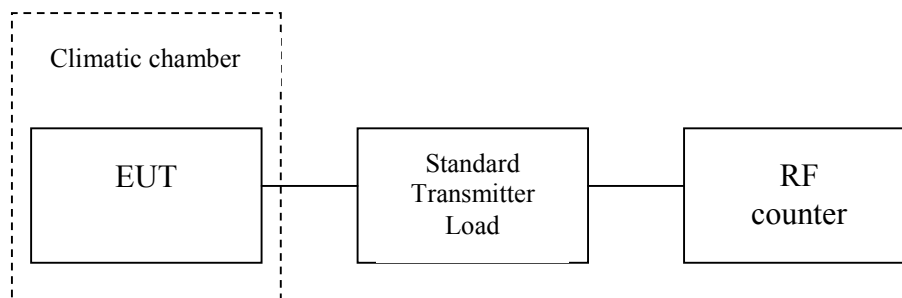 Climatic chamber
EUT
Standard
Transmitter
Load
RF
counter